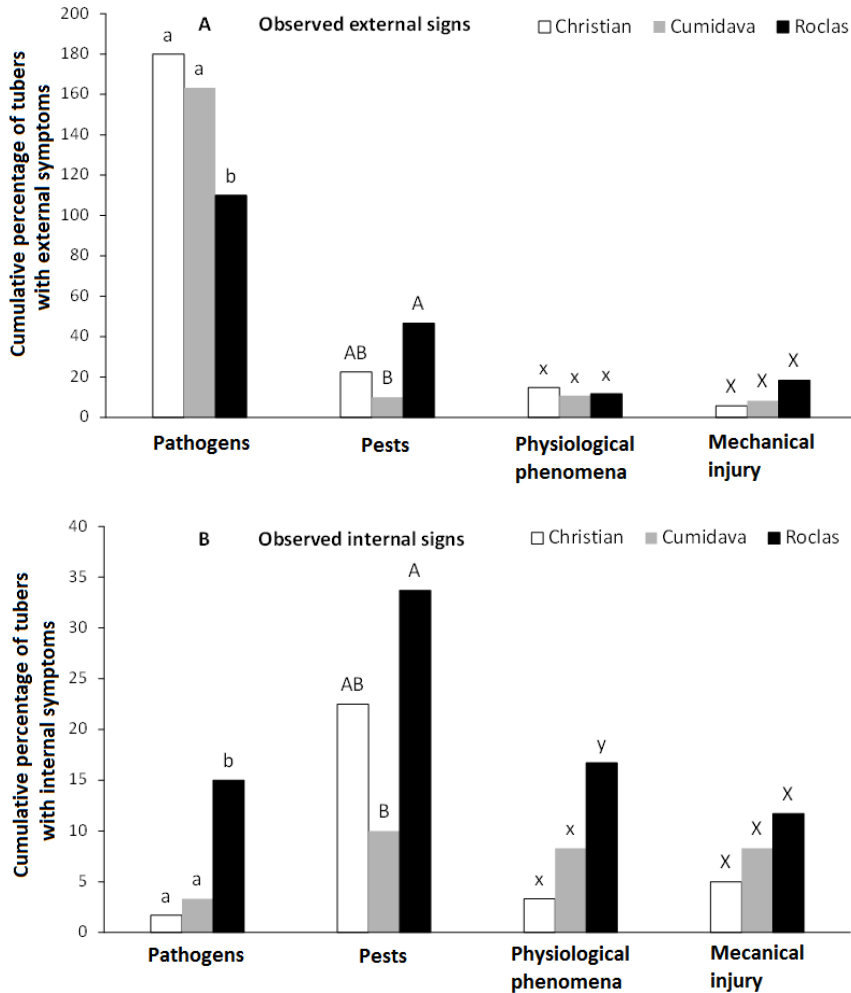 A Observed external signs Christian Cumidava Roclas
Cumulative percentage of tubers
with external symptoms
200
180
160
140
120
100
80
60
40
20
0
a a b
AB B A
x x x
X X X
Pathogens Pests Physiological Mechanical
phenomena injury
B Observed internal signs Christian Cumidava Roclas
Cumulative percentage of tubers
with internal symptoms
40
35
30
25
20
15
10
5
0
a a b
AB B A
x x y
X X X
Pathogens Pests Physiological Mecanical
phenomena injury